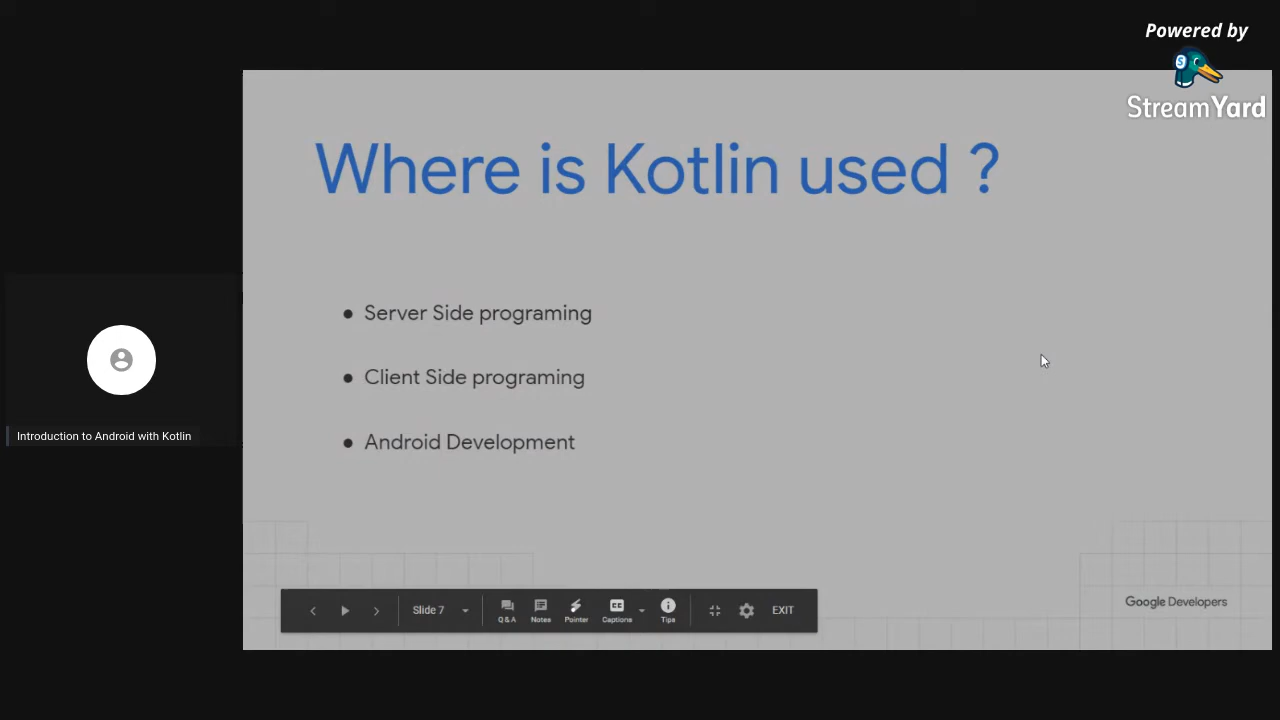 Powered by
StreamYard
Where is Kotlin used ?
● Server Side programing
● Client Side programing
● Android Development
Introduction to Android with Kotlin
Slide 7
Q & A
Notes
Pointer
CC
Captions
Tips
EXIT
Google Developers